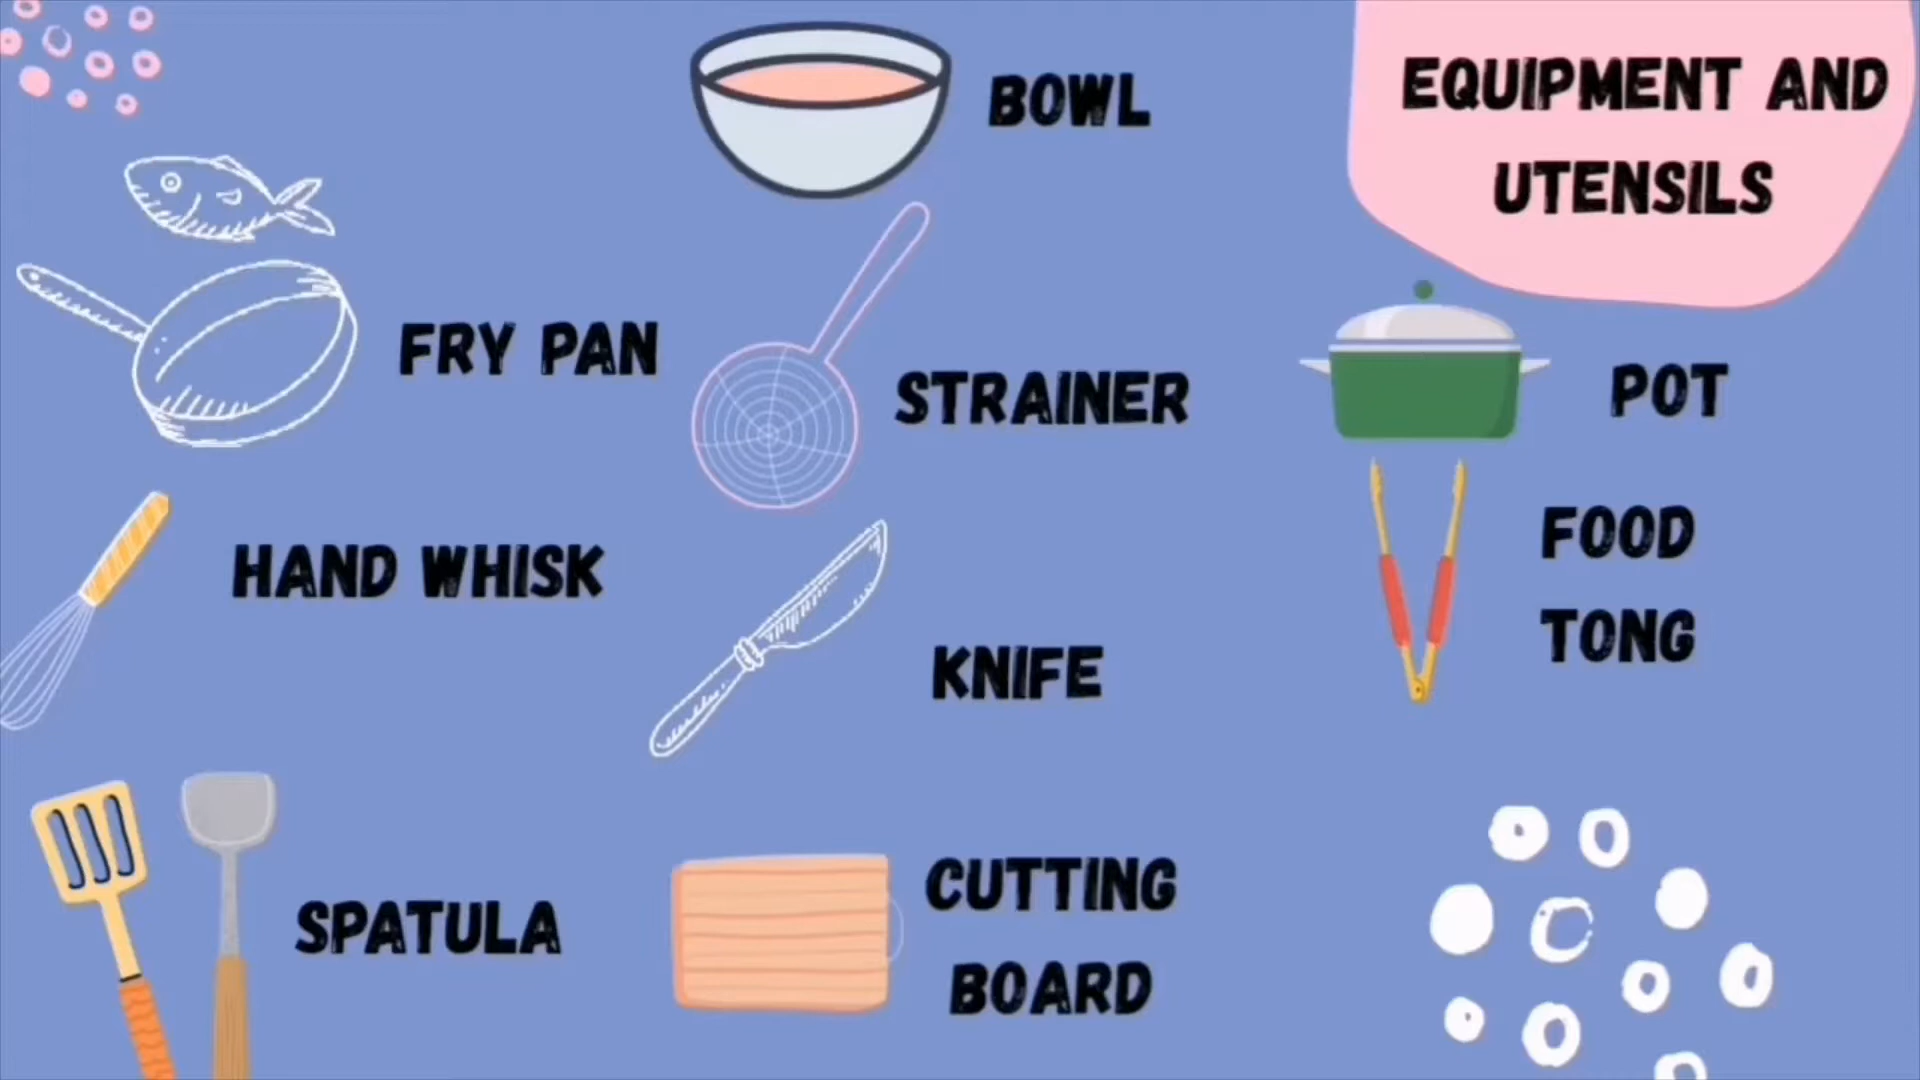 EQUIPMENT AND
UTENSILS
BOWL
FRY PAN
STRAINER
POT
HAND WHISK
KNIFE
FOOD
TONG
SPATULA
CUTTING
BOARD